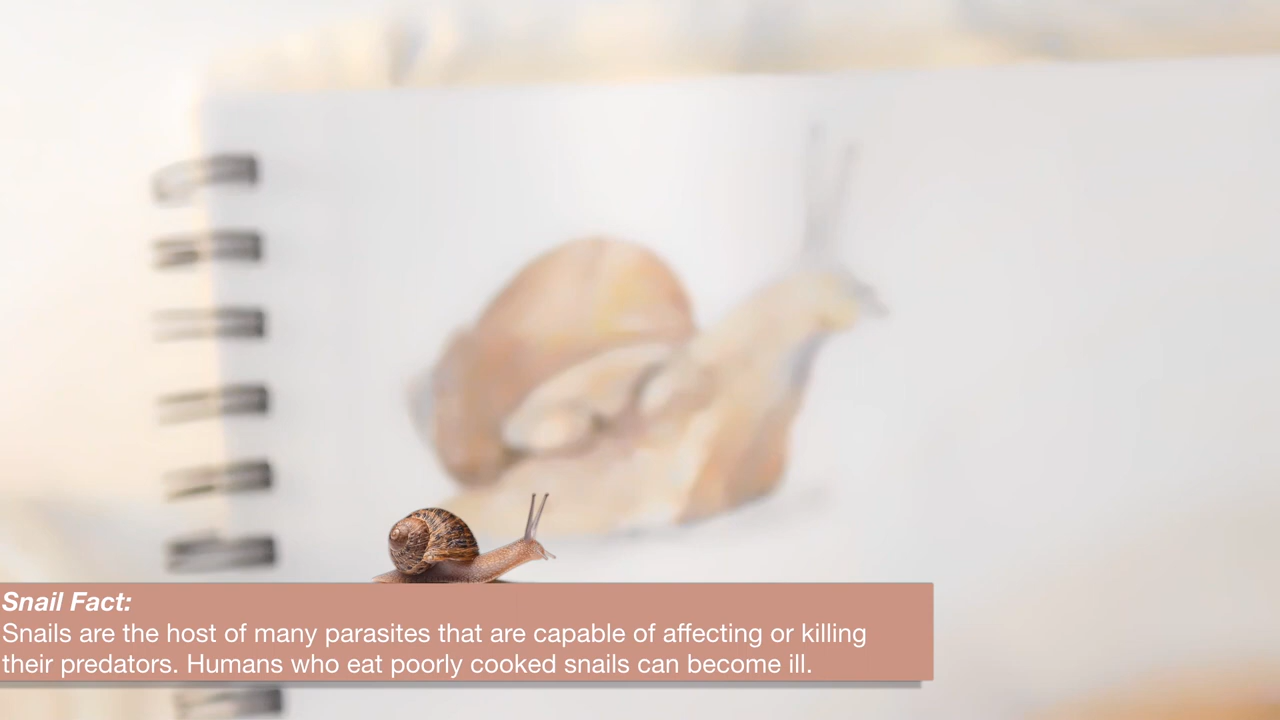 Snail Fact:
Snails are the host of many parasites that are capable of affecting or killing
their predators. Humans who eat poorly cooked snails can become ill.